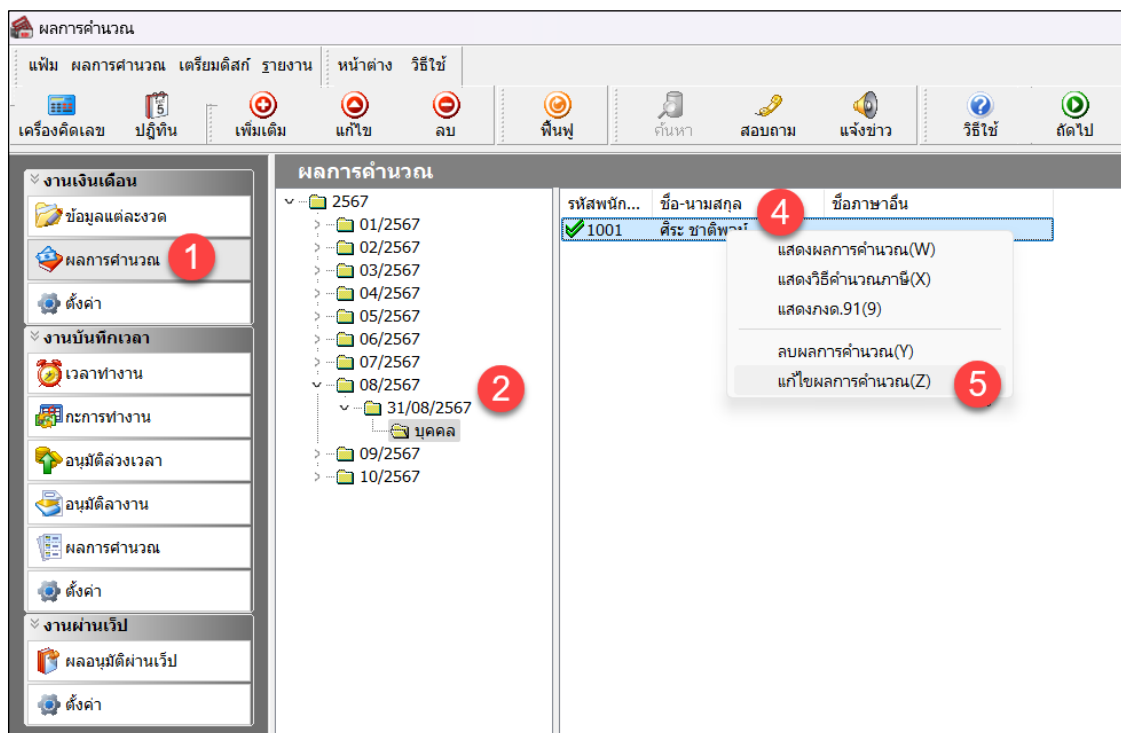 ผลการคำนวณ
แฟ้ม ผลการคำนวณ เตรียมดิสก์ รายงาน หน้าต่าง วิธีใช้
เครื่องคิดเลข ปฏิทิน เพิ่มเติม แก้ไข ลบ ฟื้นฟู ค้นหา สอบถาม แจ้งข่าว วิธีใช้ ถัดไป
งานเงินเดือน
ข้อมูลแต่ละงวด
ผลการคำนวณ
1
ตั้งค่า
งานบันทึกเวลา
เวลาทำงาน
กะการทำงาน
อนุมัติล่วงเวลา
อนุมัติลางาน
ผลการคำนวณ
ตั้งค่า
งานผ่านเว็ป
ผลอนุมัติผ่านเว็ป
ตั้งค่า
ผลการคำนวณ
2567
01/2567
02/2567
03/2567
04/2567
05/2567
06/2567
07/2567
08/2567
2
31/08/2567
บุคคล
09/2567
10/2567
รหัสพนัก... ชื่อ-นามสกุล ชื่อภาษาอื่น
4
1001 ศิระ
แสดงผลการคำนวณ(W)
แสดงวิธีคำนวณภาษี(X)
แสดงภงด.91(9)
ลบผลการคำนวณ(Y)
แก้ไขผลการคำนวณ(Z)
5